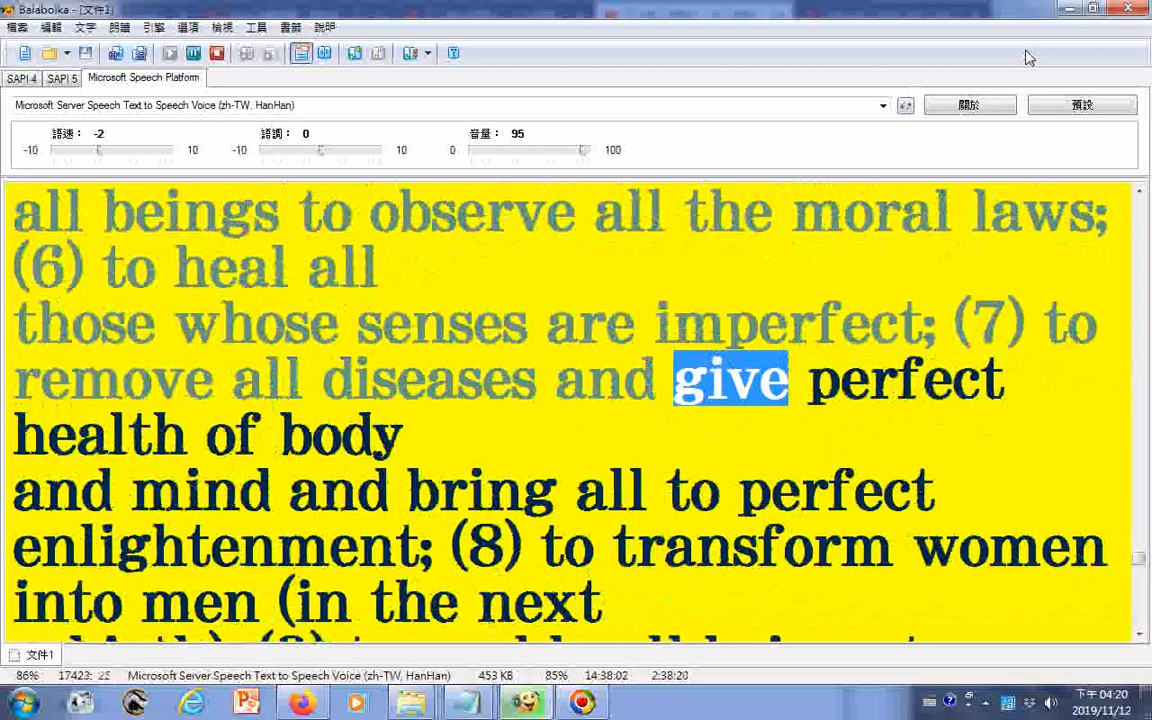 Balabolka - [文件1]
檔案 編輯 文字 朗讀 引擎 選項 檢視 工具 書籤 說明
SAPI 4 SAPI 5 Microsoft Speech Platform
Microsoft Server Speech Text to Speech Voice (zh-TW, HanHan) 關於 預設
語速： -2 語調： 0 音量： 95
-10 10 -10 10 0 100
all beings to observe all the moral laws;
(6) to heal all
those whose senses are imperfect; (7) to
remove all diseases and give perfect
health of body
and mind and bring all to perfect
enlightenment; (8) to transform women
into men (in the next
文件1
86% 17423: 25 Microsoft Server Speech Text to Speech Voice (zh-TW, HanHan) 453 KB 85% 14:38:02 2:38:20
下午 04:20
2019/11/12